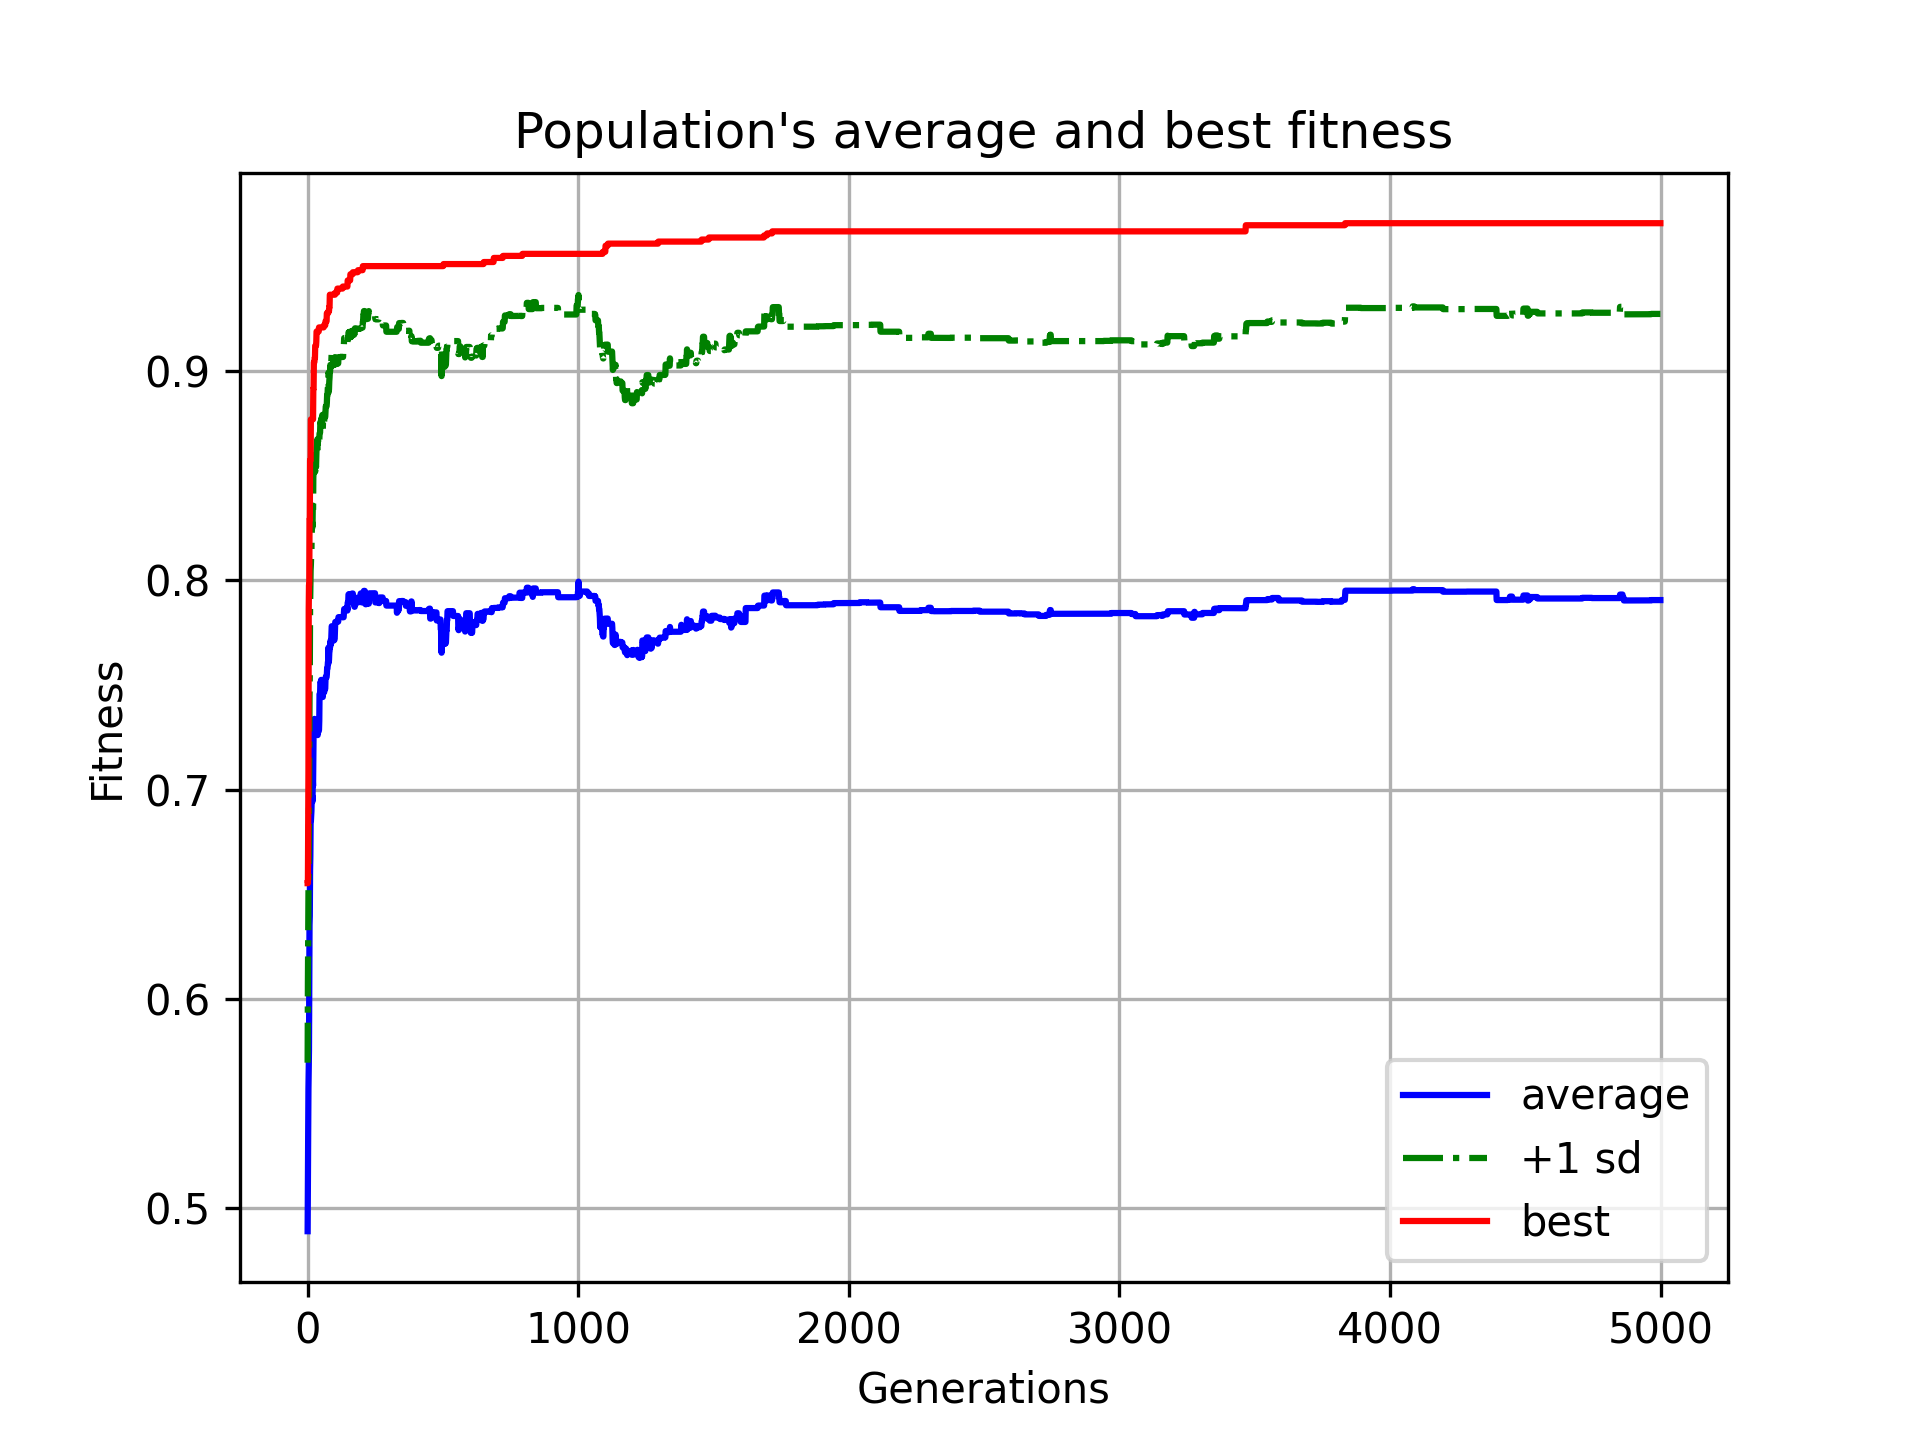 Population's average and best fitness
Fitness
0.9
0.8
0.7
0.6
0.5
0 1000 2000 3000 4000 5000
Generations
average
+1 sd
best